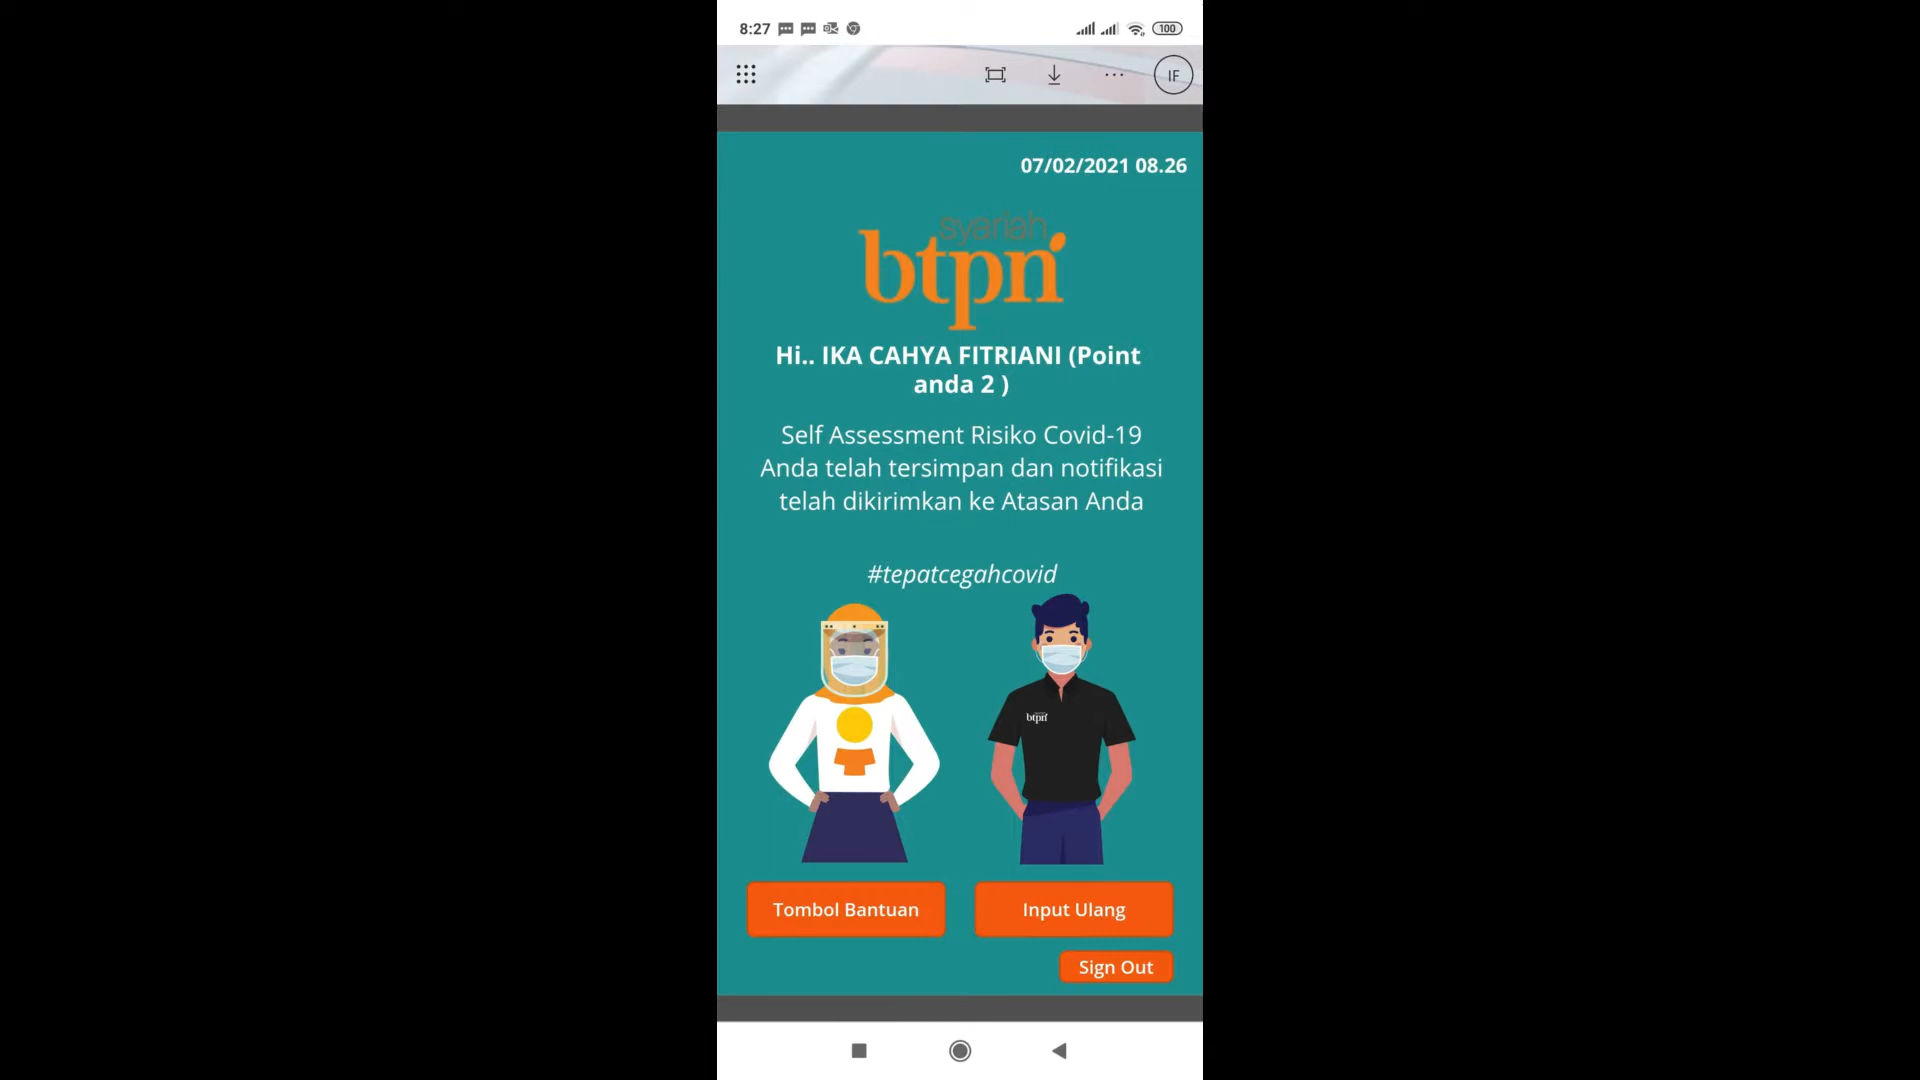 8:27
100
IF
07/02/2021 08.26
syariah
btpn
Hi.. IKA CAHYA FITRIANI (Point
anda 2 )
Self Assessment Risiko Covid-19
Anda telah tersimpan dan notifikasi
telah dikirimkan ke Atasan Anda
#tepatcegahcovid
btpn
Tombol Bantuan
Input Ulang
Sign Out